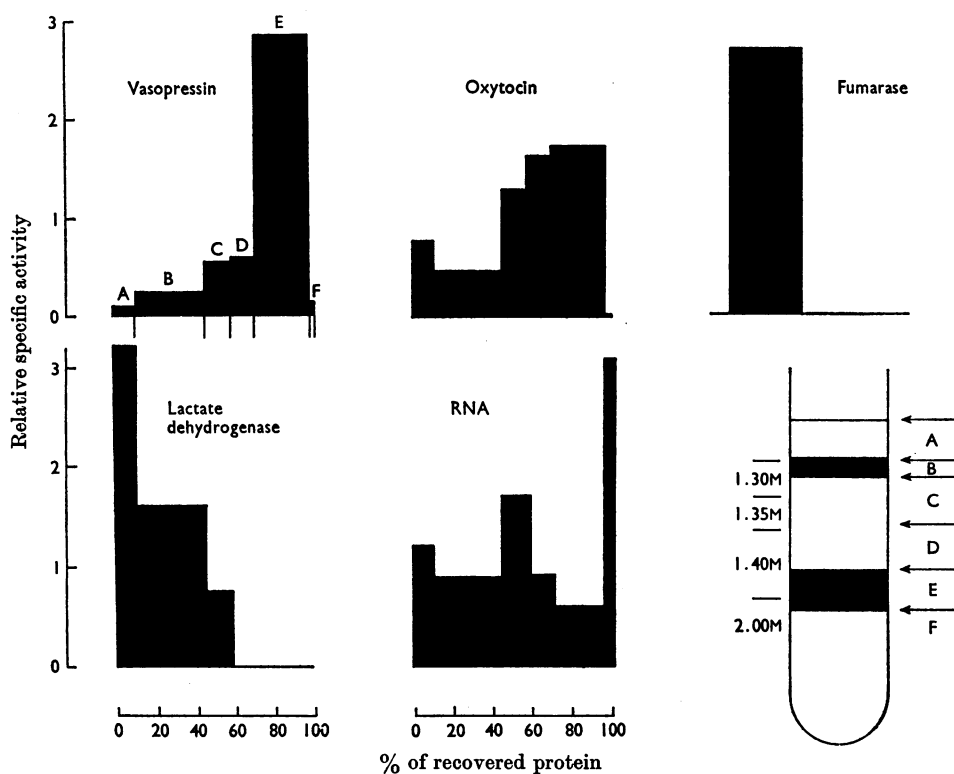 3
2
1
0
Vasopressin
A
B
C
D
E
F
Oxytocin
Fumarase
Relative specific activity
3
2
1
0
Lactate
dehydrogenase
RNA
1.30M
1.35M
1.40M
2.00M
A
B
C
D
E
F
0 20 40 60 80 100
0 20 40 60 80 100
% of recovered protein